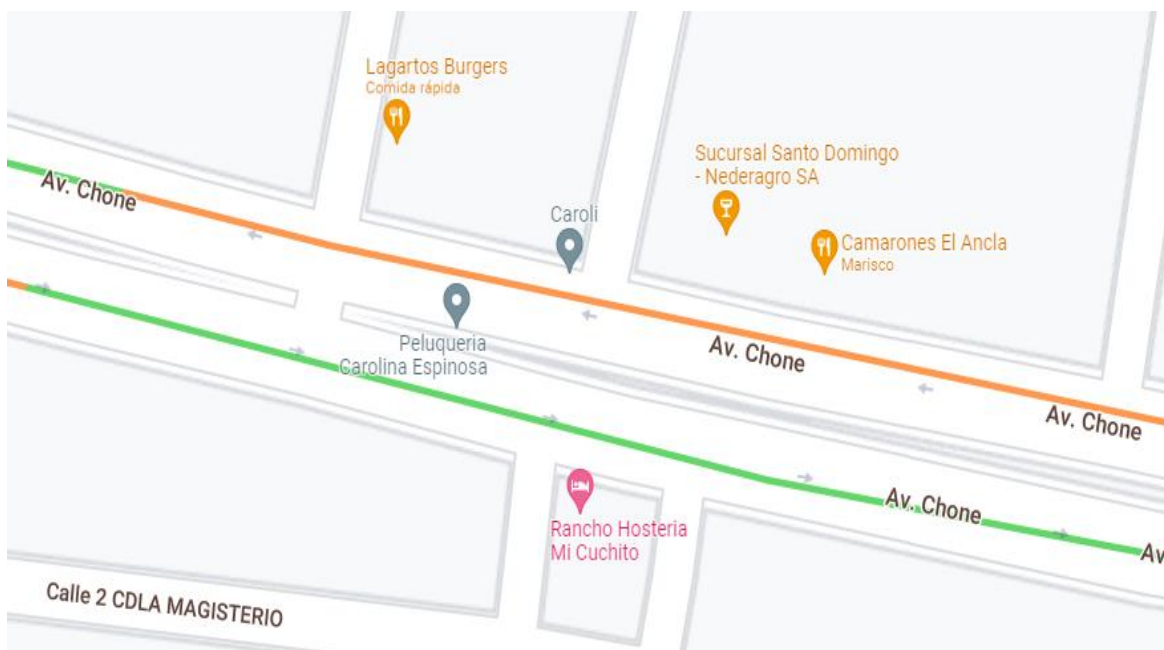 Lagartos Burgers
Comida rápida
Sucursal Santo Domingo
- Nederagro SA
Av. Chone
Caroli
Camarones El Ancla
Marisco
Peluqueria
Carolina Espinosa
Av. Chone
Av. Chone
Av. Chone
Rancho Hosteria
Mi Cuchito
Av
Calle 2 CDLA MAGISTERIO